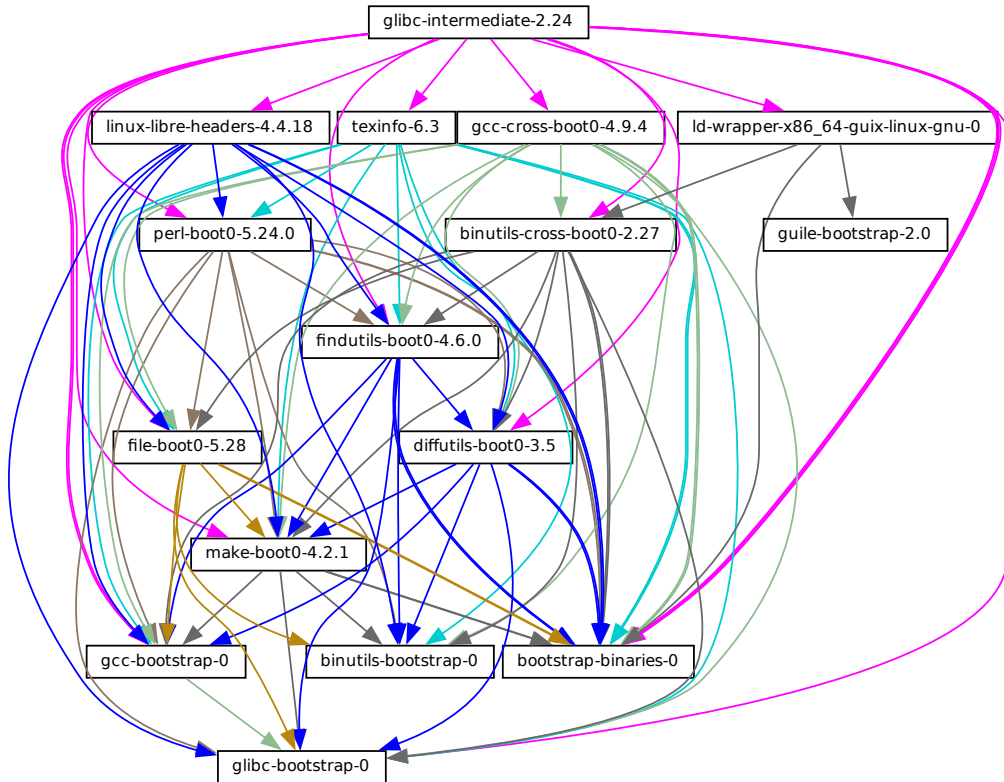 glibc-intermediate-2.24
linux-libre-headers-4.4.18
texinfo-6.3
gcc-cross-boot0-4.9.4
ld-wrapper-x86_64-guix-linux-gnu-0
perl-boot0-5.24.0
binutils-cross-boot0-2.27
guile-bootstrap-2.0
findutils-boot0-4.6.0
file-boot0-5.28
diffutils-boot0-3.5
make-boot0-4.2.1
gcc-bootstrap-0
binutils-bootstrap-0
bootstrap-binaries-0
glibc-bootstrap-0